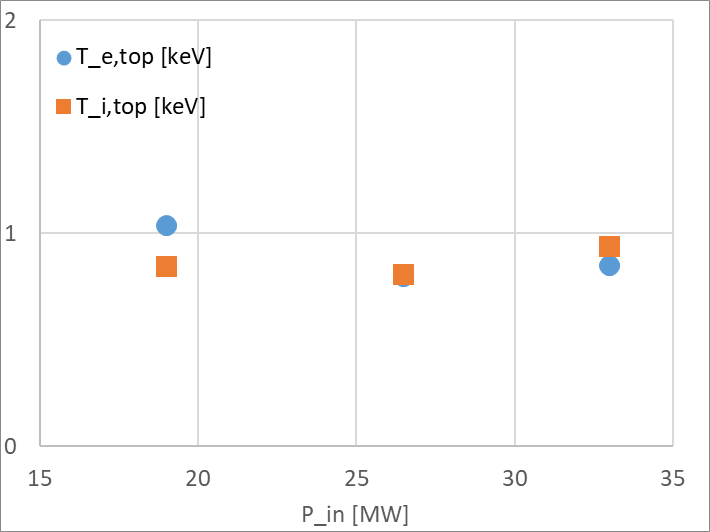 2
T_e,top [keV]
T_i,top [keV]
1
0
15 20 25 30 35
P_in [MW]